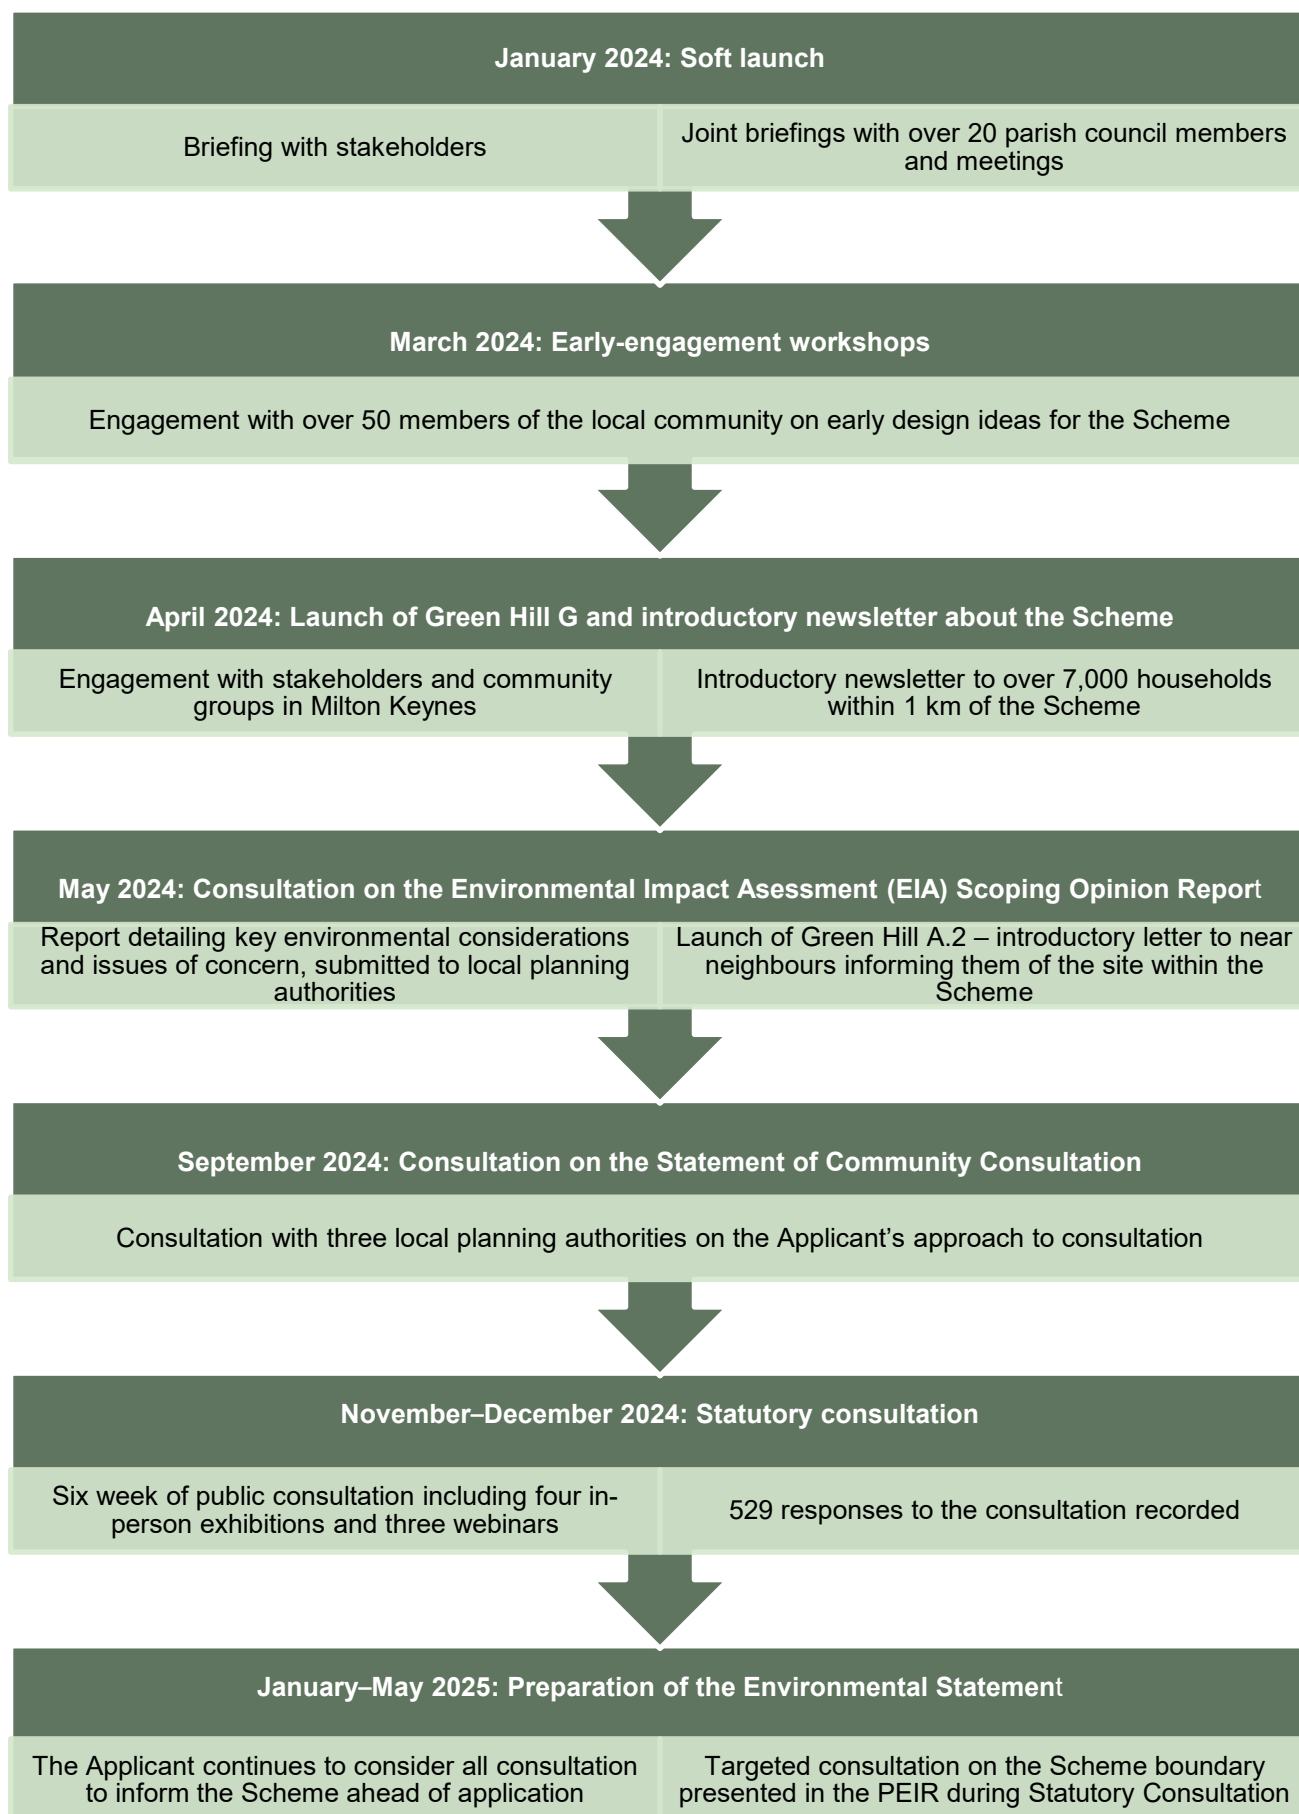 January 2024: Soft launch
Briefing with stakeholders
Joint briefings with over 20 parish council members
and meetings
March 2024: Early-engagement workshops
Engagement with over 50 members of the local community on early design ideas for the Scheme
April 2024: Launch of Green Hill G and introductory newsletter about the Scheme
Engagement with stakeholders and community
groups in Milton Keynes
Introductory newsletter to over 7,000 households
within 1 km of the Scheme
May 2024: Consultation on the Environmental Impact Asessment (EIA) Scoping Opinion Report
Report detailing key environmental considerations
and issues of concern, submitted to local planning
authorities
Launch of Green Hill A.2 – introductory letter to near
neighbours informing them of the site within the
Scheme
September 2024: Consultation on the Statement of Community Consultation
Consultation with three local planning authorities on the Applicant’s approach to consultation
November–December 2024: Statutory consultation
Six week of public consultation including four in-
person exhibitions and three webinars
529 responses to the consultation recorded
January–May 2025: Preparation of the Environmental Statement
The Applicant continues to consider all consultation
to inform the Scheme ahead of application
Targeted consultation on the Scheme boundary
presented in the PEIR during Statutory Consultation